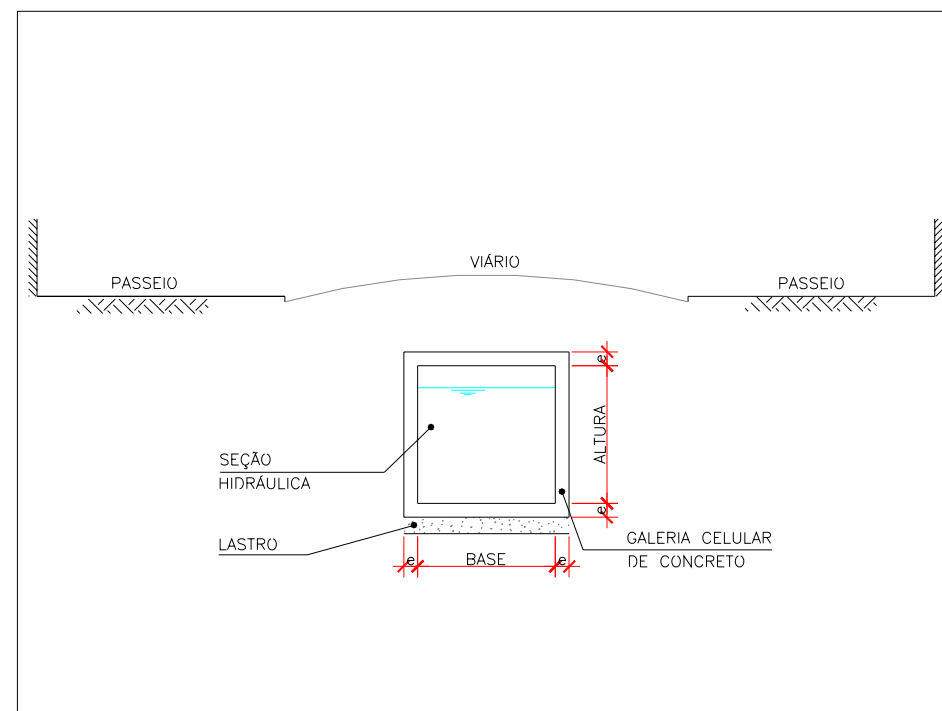 VIÁRIO
PASSEIO
PASSEIO
e
ALTURA
SEÇÃO
HIDRÁULICA
e
LASTRO
GALERIA CELULAR
DE CONCRETO
e
BASE
e